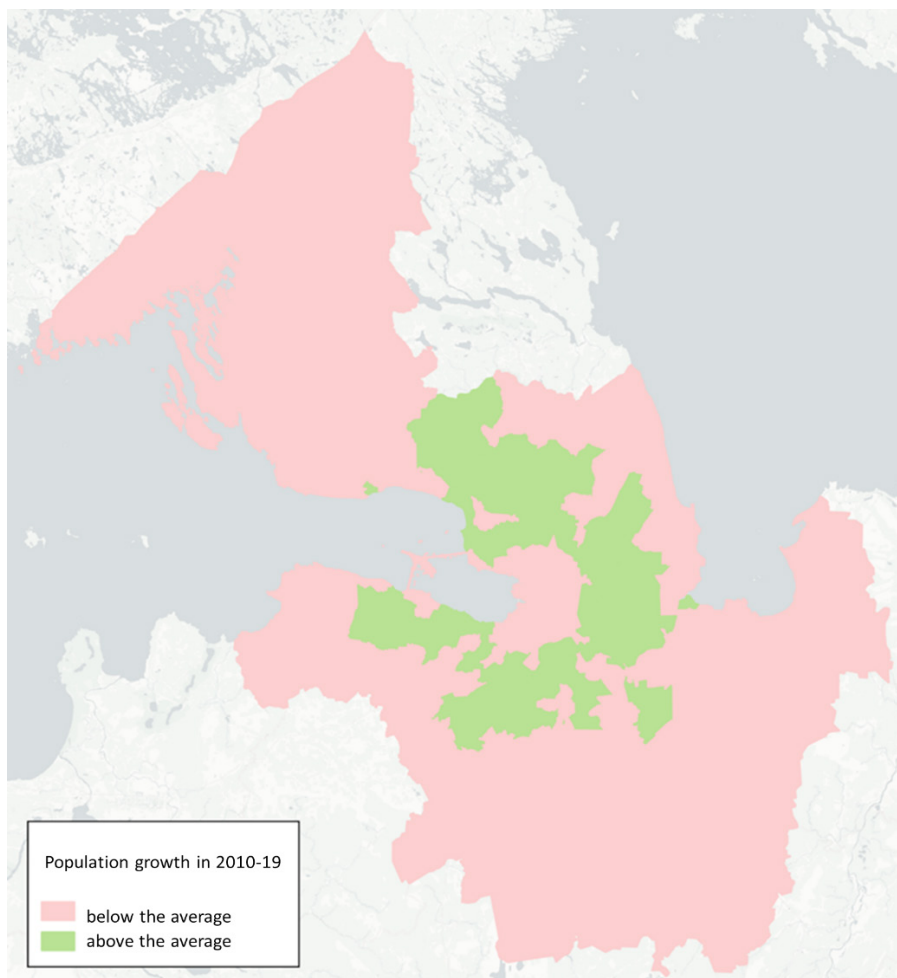 Population growth in 2010-19
below the average
above the average